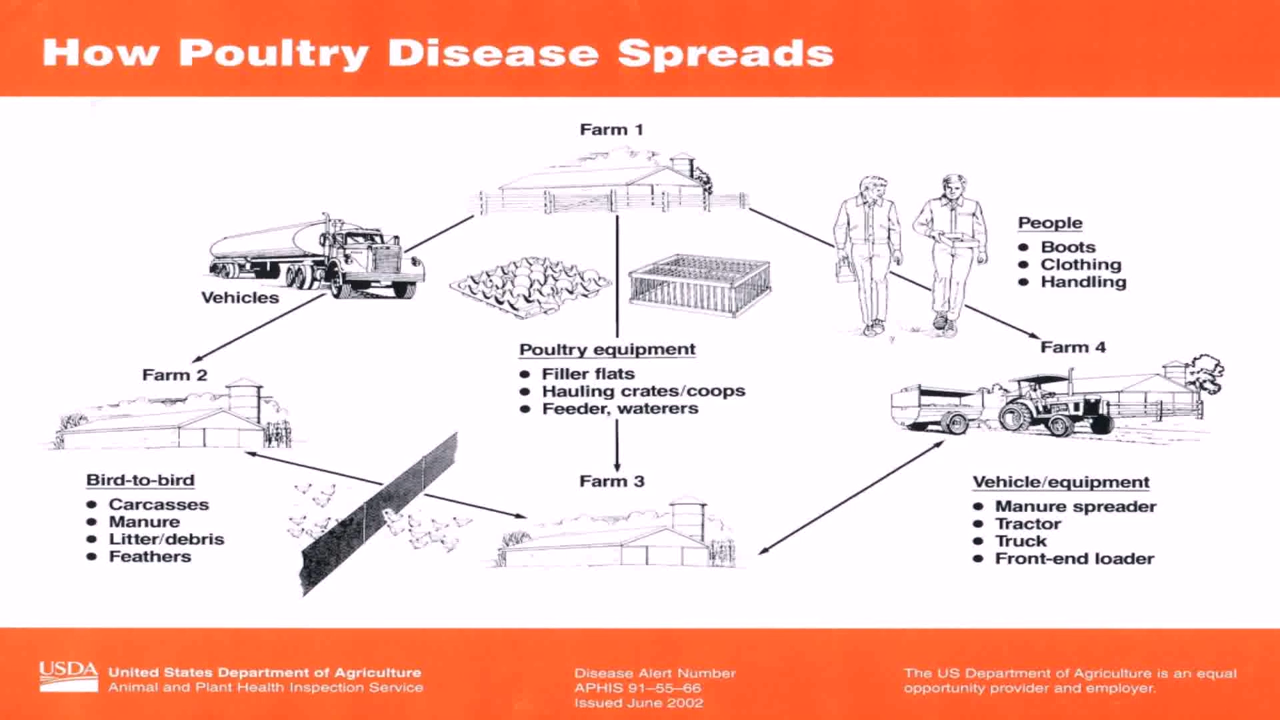 How Poultry Disease Spreads
Farm 1
Vehicles
People
● Boots
● Clothing
● Handling
Poultry equipment
● Filler flats
● Hauling crates/coops
● Feeder, waterers
Farm 2
Farm 4
Bird-to-bird
● Carcasses
● Manure
● Litter/debris
● Feathers
Farm 3
Vehicle/equipment
● Manure spreader
● Tractor
● Truck
● Front-end loader
USDA
United States Department of Agriculture
Animal and Plant Health Inspection Service
Disease Alert Number
APHIS 91–55–66
Issued June 2002
The US Department of Agriculture is an equal
opportunity provider and employer.